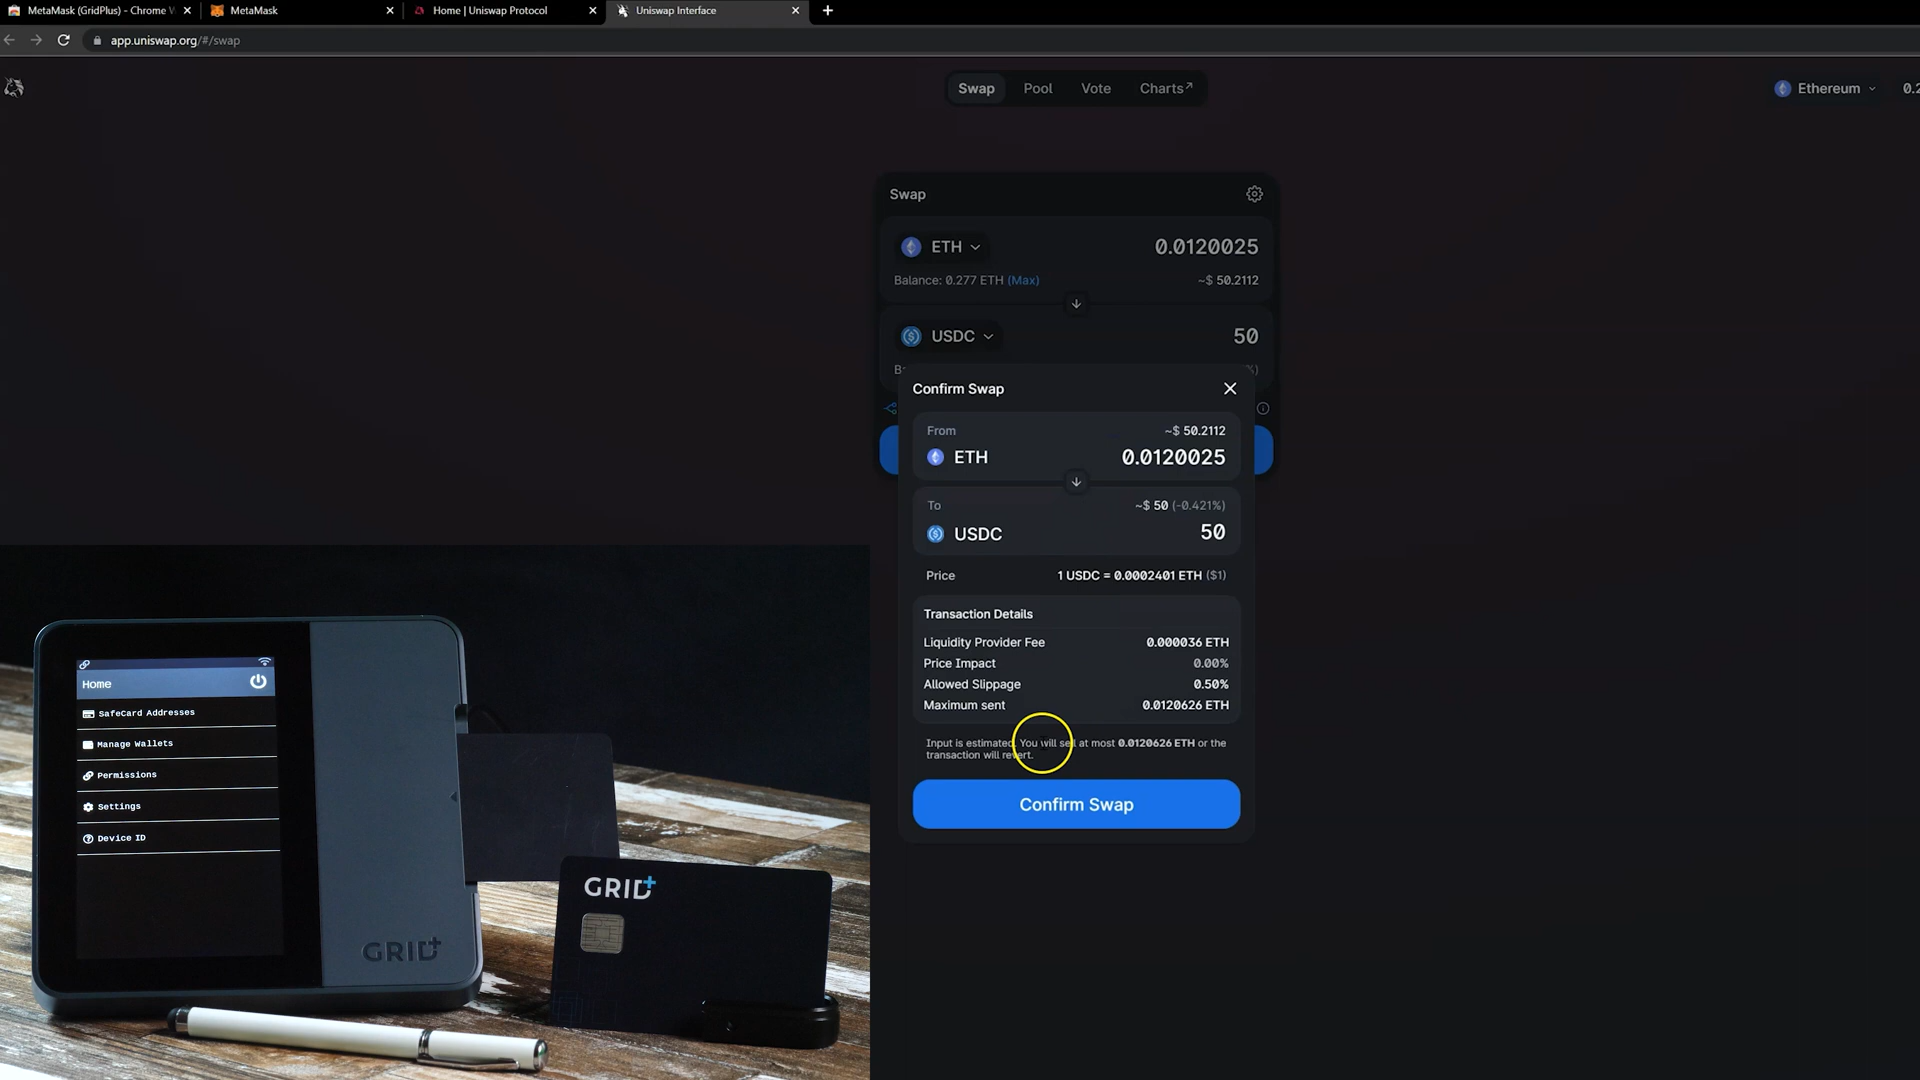 MetaMask (GridPlus) - Chrome W
MetaMask
Home | Uniswap Protocol
Uniswap Interface
app.uniswap.org/#/swap
Swap
Pool
Vote
Charts↗
Ethereum
0.2
Swap
ETH
0.0120025
Balance: 0.277 ETH (Max)
~$ 50.2112
USDC
50
Confirm Swap
From
~$ 50.2112
ETH
0.0120025
To
~$ 50 (-0.421%)
USDC
50
Price
1 USDC = 0.0002401 ETH ($1)
Transaction Details
Liquidity Provider Fee
0.000036 ETH
Price Impact
0.00%
Allowed Slippage
0.50%
Maximum sent
0.0120626 ETH
Input is estimated. You will sell at most 0.0120626 ETH or the
transaction will revert.
Confirm Swap
Home
SafeCard Addresses
Manage Wallets
Permissions
Settings
Device ID
GRID+
GRID+